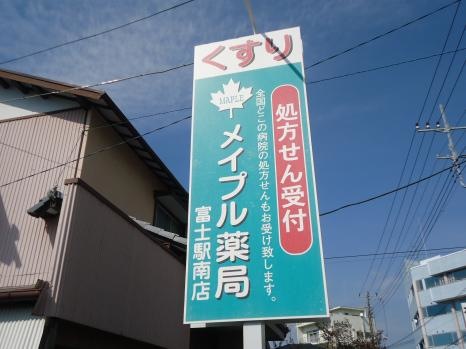 くすり
処方せん受付
全国どこの病院の処方せんもお受け致します。
MAPLE
メイプル薬局
富士駅南店